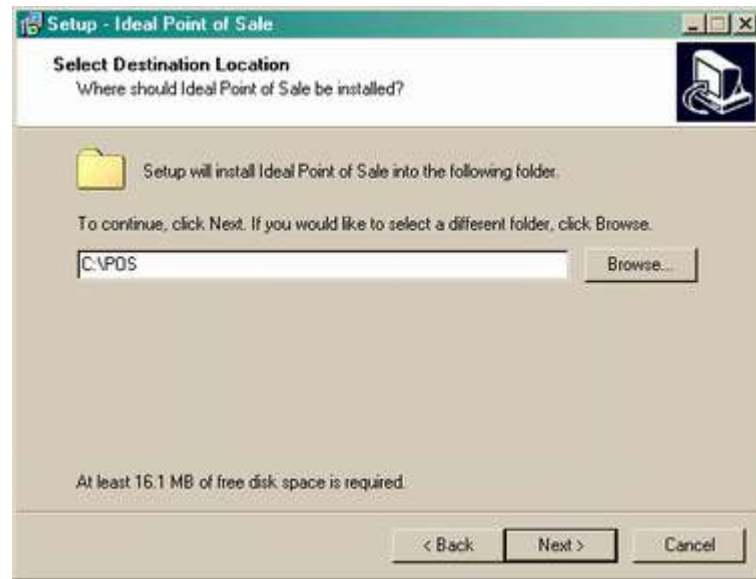 Setup - Ideal Point of Sale
Select Destination Location
Where should Ideal Point of Sale be installed?
Setup will install Ideal Point of Sale into the following folder.
To continue, click Next. If you would like to select a different folder, click Browse.
C:\POS
Browse...
At least 16.1 MB of free disk space is required.
< Back
Next >
Cancel